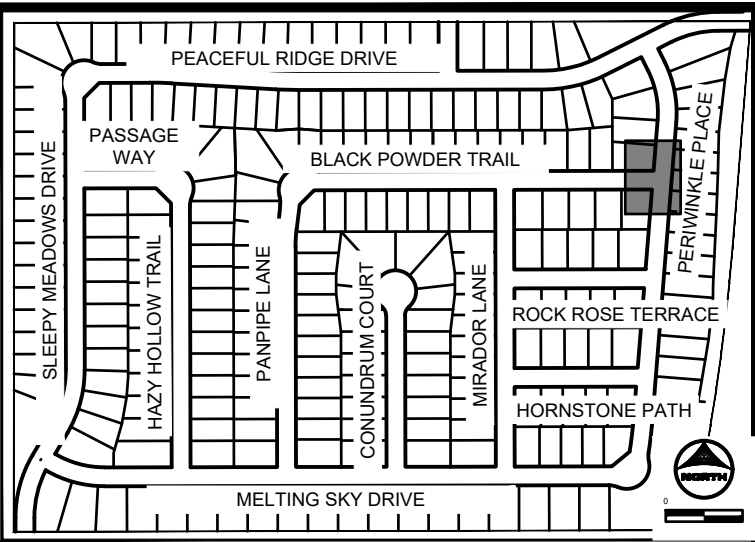 PEACEFUL RIDGE DRIVE
PASSAGE
WAY
BLACK POWDER TRAIL
PERIWINKLE PLACE
SLEEPY MEADOWS DRIVE
HAZY HOLLOW TRAIL
PANPIPE LANE
CONUNDRUM COURT
MIRADOR LANE
ROCK ROSE TERRACE
HORNSTONE PATH
MELTING SKY DRIVE
NORTH
0